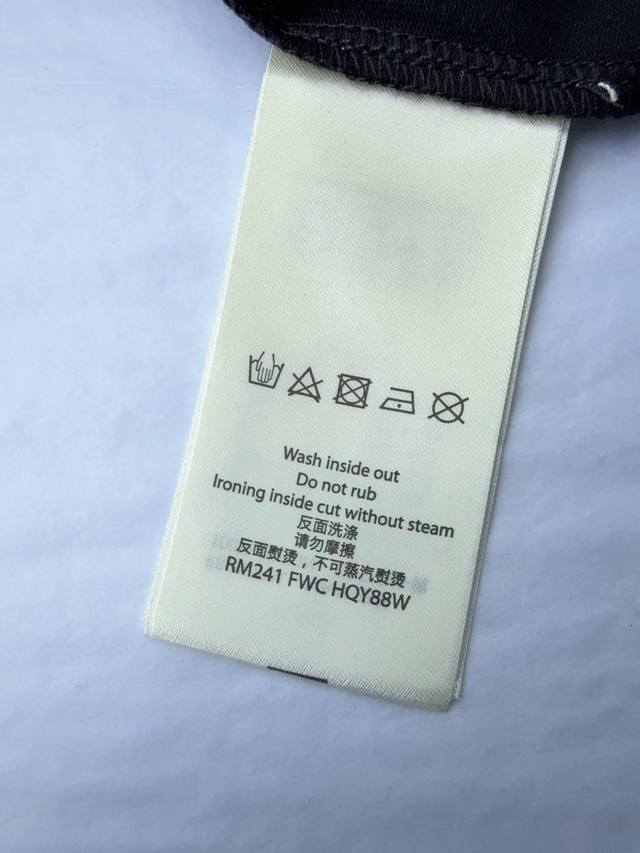 Wash inside out
Do not rub
Ironing inside cut without steam
反面洗涤
请勿摩擦
反面熨烫，不可蒸汽熨烫
RM241 FWC HQY88W